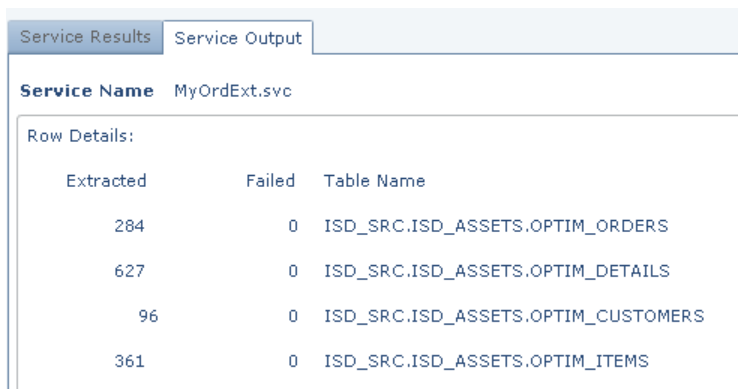 Service Results Service Output
Service Name MyOrdExt.svc
Row Details:
Extracted Failed Table Name
284 0 ISD_SRC.ISD_ASSETS.OPTIM_ORDERS
627 0 ISD_SRC.ISD_ASSETS.OPTIM_DETAILS
96 0 ISD_SRC.ISD_ASSETS.OPTIM_CUSTOMERS
361 0 ISD_SRC.ISD_ASSETS.OPTIM_ITEMS